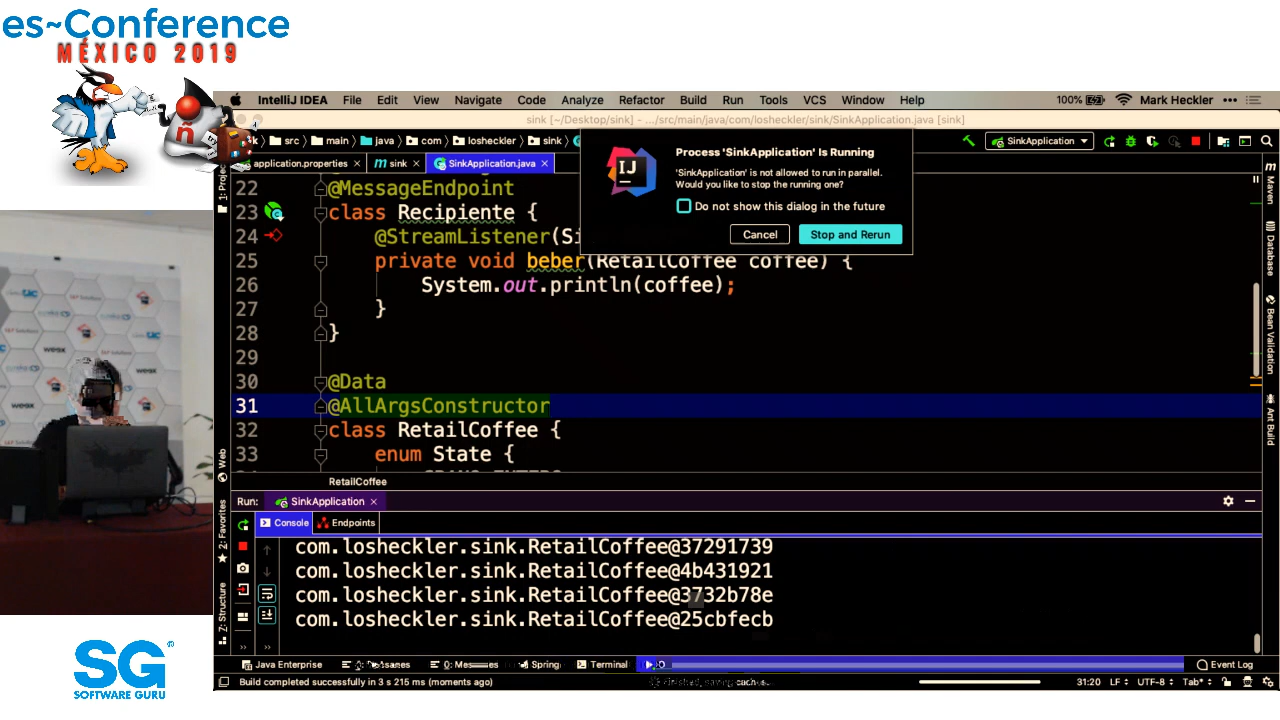 es~Conference
MÉXICO 2019
IntelliJ IDEA File Edit View Navigate Code Analyze Refactor Build Run Tools VCS Window Help 100% Mark Heckler
sink [~/Desktop/sink] - .../src/main/java/com/losheckler/sink/SinkApplication.java [sink]
src main java com losheckler sink SinkApplication
application.properties sink SinkApplication.java
Process 'SinkApplication' Is Running
'SinkApplication' is not allowed to run in parallel.
Would you like to stop the running one?
Do not show this dialog in the future
Cancel Stop and Rerun
22 @MessageEndpoint
23 class Recipiente {
24 @StreamListener(Si
25 private void beber(RetailCoffee coffee) {
26 System.out.println(coffee);
27 }
28 }
29
30 @Data
31 @AllArgsConstructor
32 class RetailCoffee {
33 enum State {
RetailCoffee
Run: SinkApplication
Console Endpoints
com.losheckler.sink.RetailCoffee@37291739
com.losheckler.sink.RetailCoffee@4b431921
com.losheckler.sink.RetailCoffee@3732b78e
com.losheckler.sink.RetailCoffee@25cbfecb
Java Enterprise Spring Terminal Event Log
Build completed successfully in 3 s 215 ms (moments ago) 31:20 LF UTF-8 Tab*
Maven
Database
Bean Validation
Ant Build
Web
2: Favorites
Z: Structure
weax
SG
SOFTWARE GURU